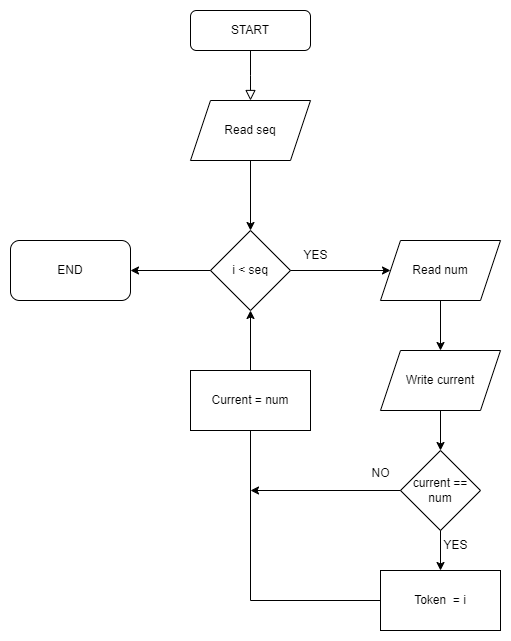 START
Read seq
i < seq
YES
END
Read num
Write current
Current = num
NO
current ==
num
YES
Token  = i